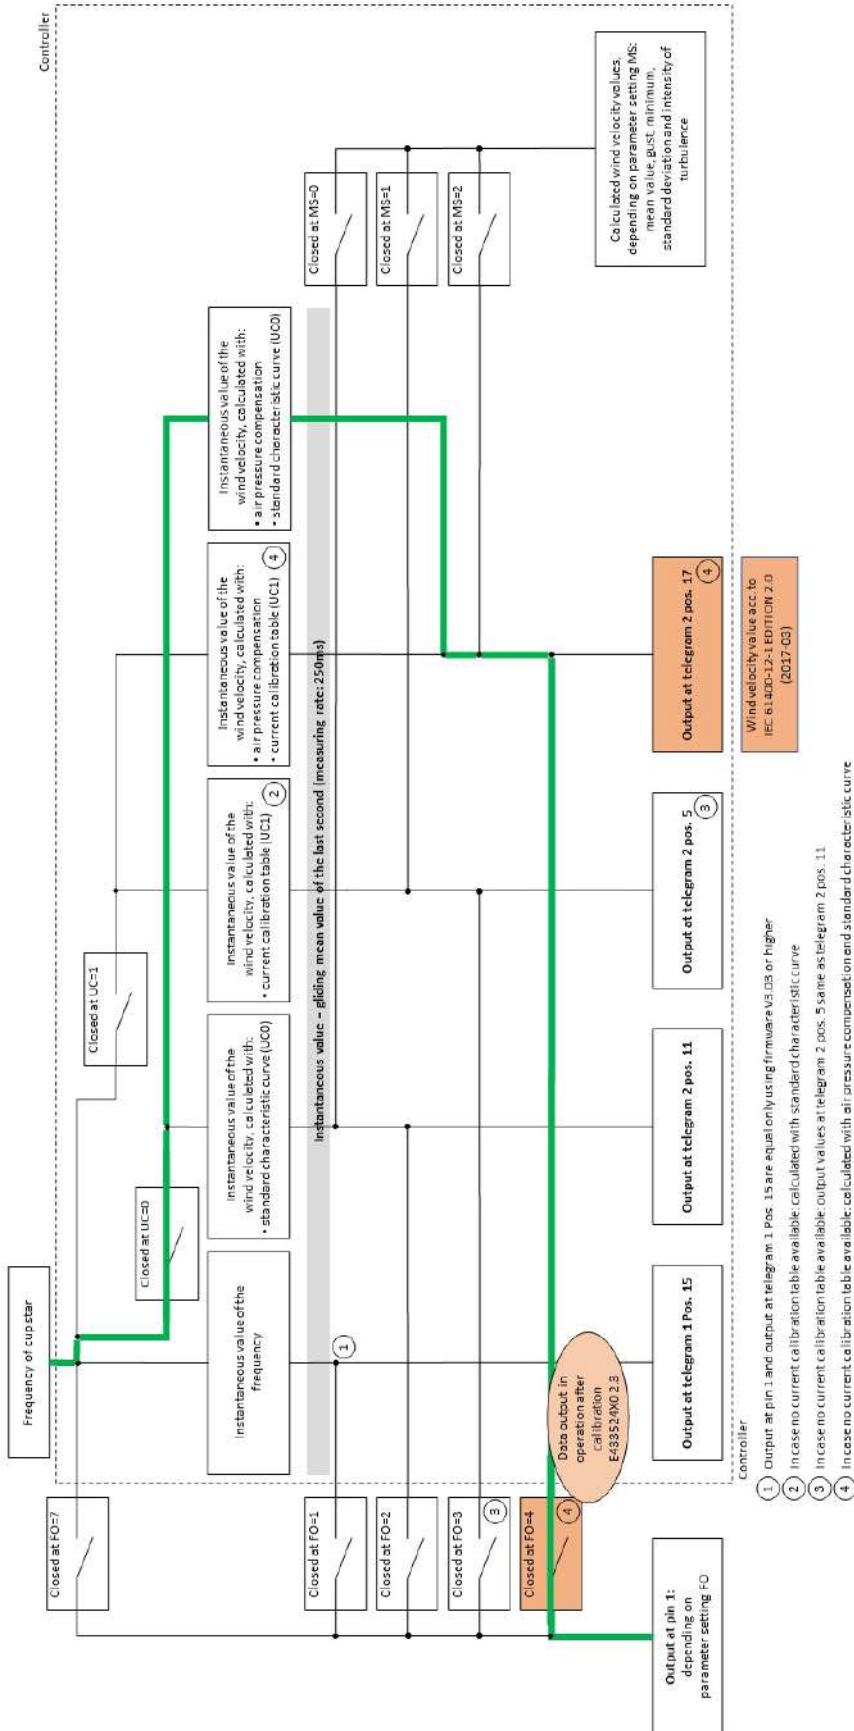 Frequency of cup star
Controller
Closed at FO=7
Closed at UC=0
Closed at UC=1
Instantaneous value of the
frequency
Instantaneous value of the
wind velocity, calculated with:
• standard characteristic curve (UC0)
Instantaneous value of the
wind velocity, calculated with:
• current calibration table (UC1)
2
Instantaneous value of the
wind velocity, calculated with:
• air pressure compensation
• current calibration table (UC1)
4
Instantaneous value of the
wind velocity, calculated with:
• air pressure compensation
• standard characteristic curve (UC0)
Instantaneous value = gliding mean value of the last second (measuring rate: 250ms)
Closed at FO=1
1
Closed at MS=0
Closed at FO=2
Closed at MS=1
Closed at FO=3
3
Closed at MS=2
Closed at FO=4
4
Data output in
operation after
calibration
E433524X0 2.3
Output at pin 1:
depending on
parameter setting FO
Output at telegram 1 Pos. 15
Output at telegram 2 pos. 11
Output at telegram 2 pos. 5
3
Output at telegram 2 pos. 17
4
Calculated wind velocity values,
depending on parameter setting MS:
mean value, gust, minimum,
standard deviation and intensity of
turbulence
Controller
Wind velocity value acc. to
IEC 61400-12-1 EDITION 2.0
(2017-03)
1 Output at pin 1 and output at telegram 1 Pos. 15 are equal only using firmware V3.03 or higher
2 In case no current calibration table available: calculated with standard characteristic curve
3 In case no current calibration table available: output values at telegram 2 pos. 5 same as telegram 2 pos. 11
4 In case no current calibration table available: calculated with air pressure compensation and standard characteristic curve